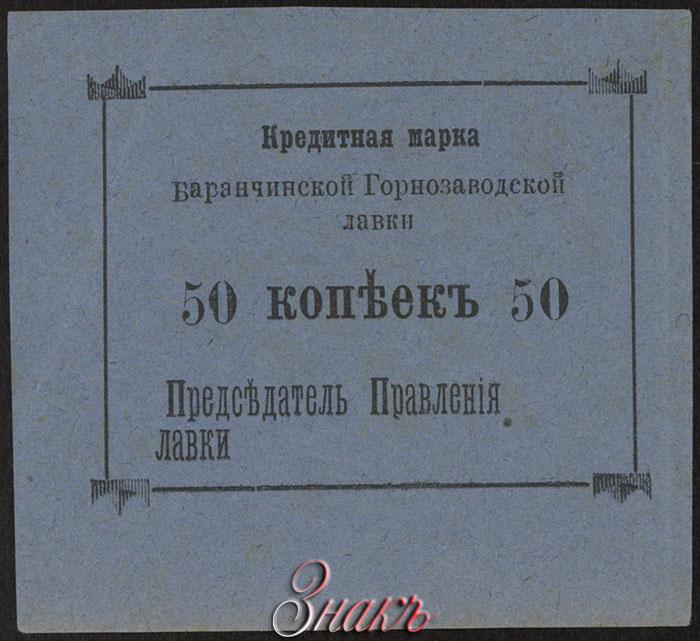 Кредитная марка
Баранчинской Горнозаводской
лавки
50 копѣекъ 50
Предсѣдатель Правленія
лавки
Знакъ